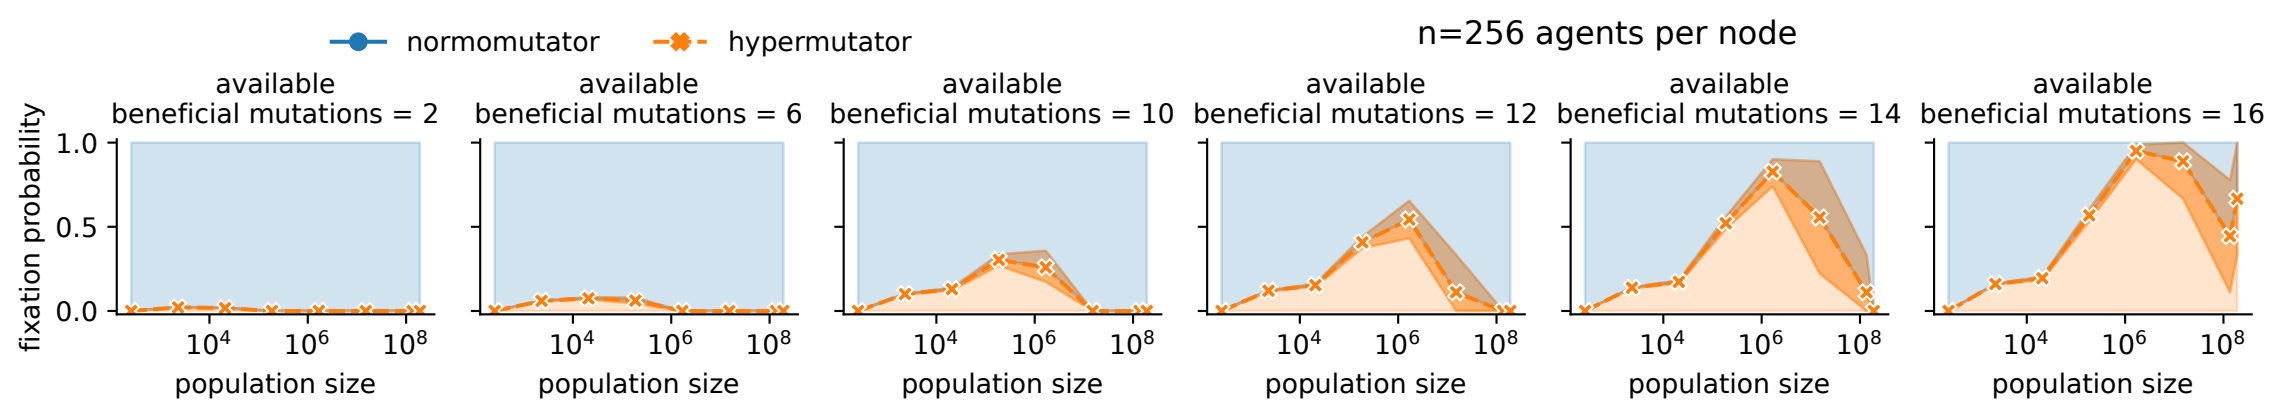 normomutator hypermutator
n=256 agents per node
available
beneficial mutations = 2
available
beneficial mutations = 6
available
beneficial mutations = 10
available
beneficial mutations = 12
available
beneficial mutations = 14
available
beneficial mutations = 16
fixation probability
1.0
0.5
0.0
10⁴ 10⁶ 10⁸
population size
10⁴ 10⁶ 10⁸
population size
10⁴ 10⁶ 10⁸
population size
10⁴ 10⁶ 10⁸
population size
10⁴ 10⁶ 10⁸
population size
10⁴ 10⁶ 10⁸
population size